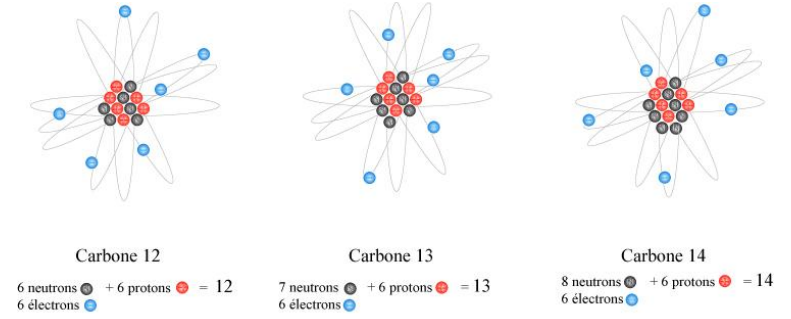 Carbone 12
6 neutrons + 6 protons = 12
6 électrons
Carbone 13
7 neutrons + 6 protons = 13
6 électrons
Carbone 14
8 neutrons + 6 protons = 14
6 électrons